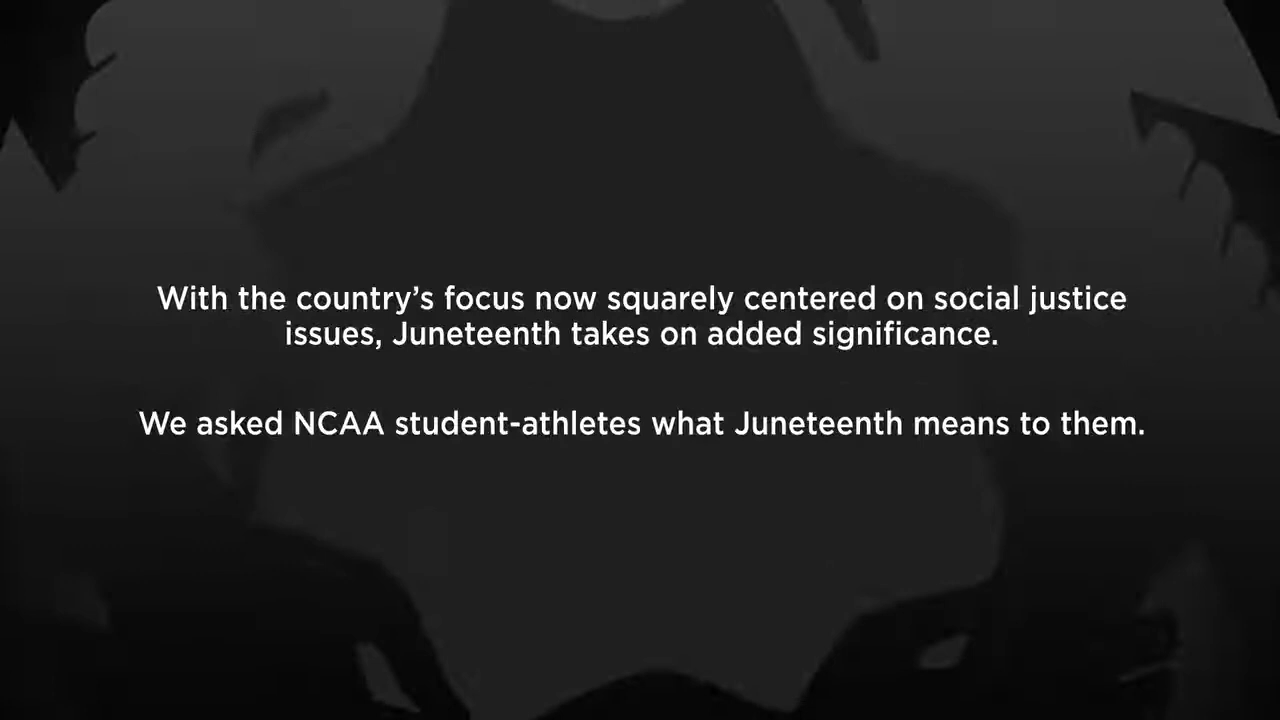 With the country’s focus now squarely centered on social justice
issues, Juneteenth takes on added significance.
We asked NCAA student-athletes what Juneteenth means to them.